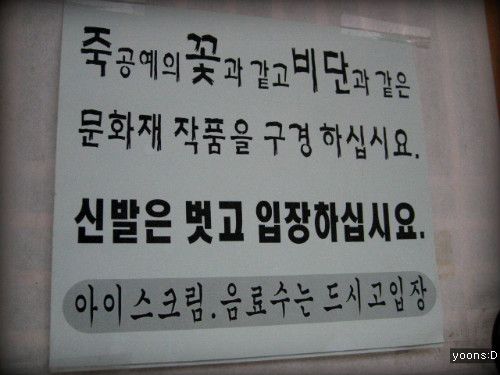 죽공예의 꽃과 같고 비단과 같은
문화재 작품을 구경 하십시요.
신발은 벗고 입장하십시요.
아이스크림.음료수는 드시고입장
yoons:D